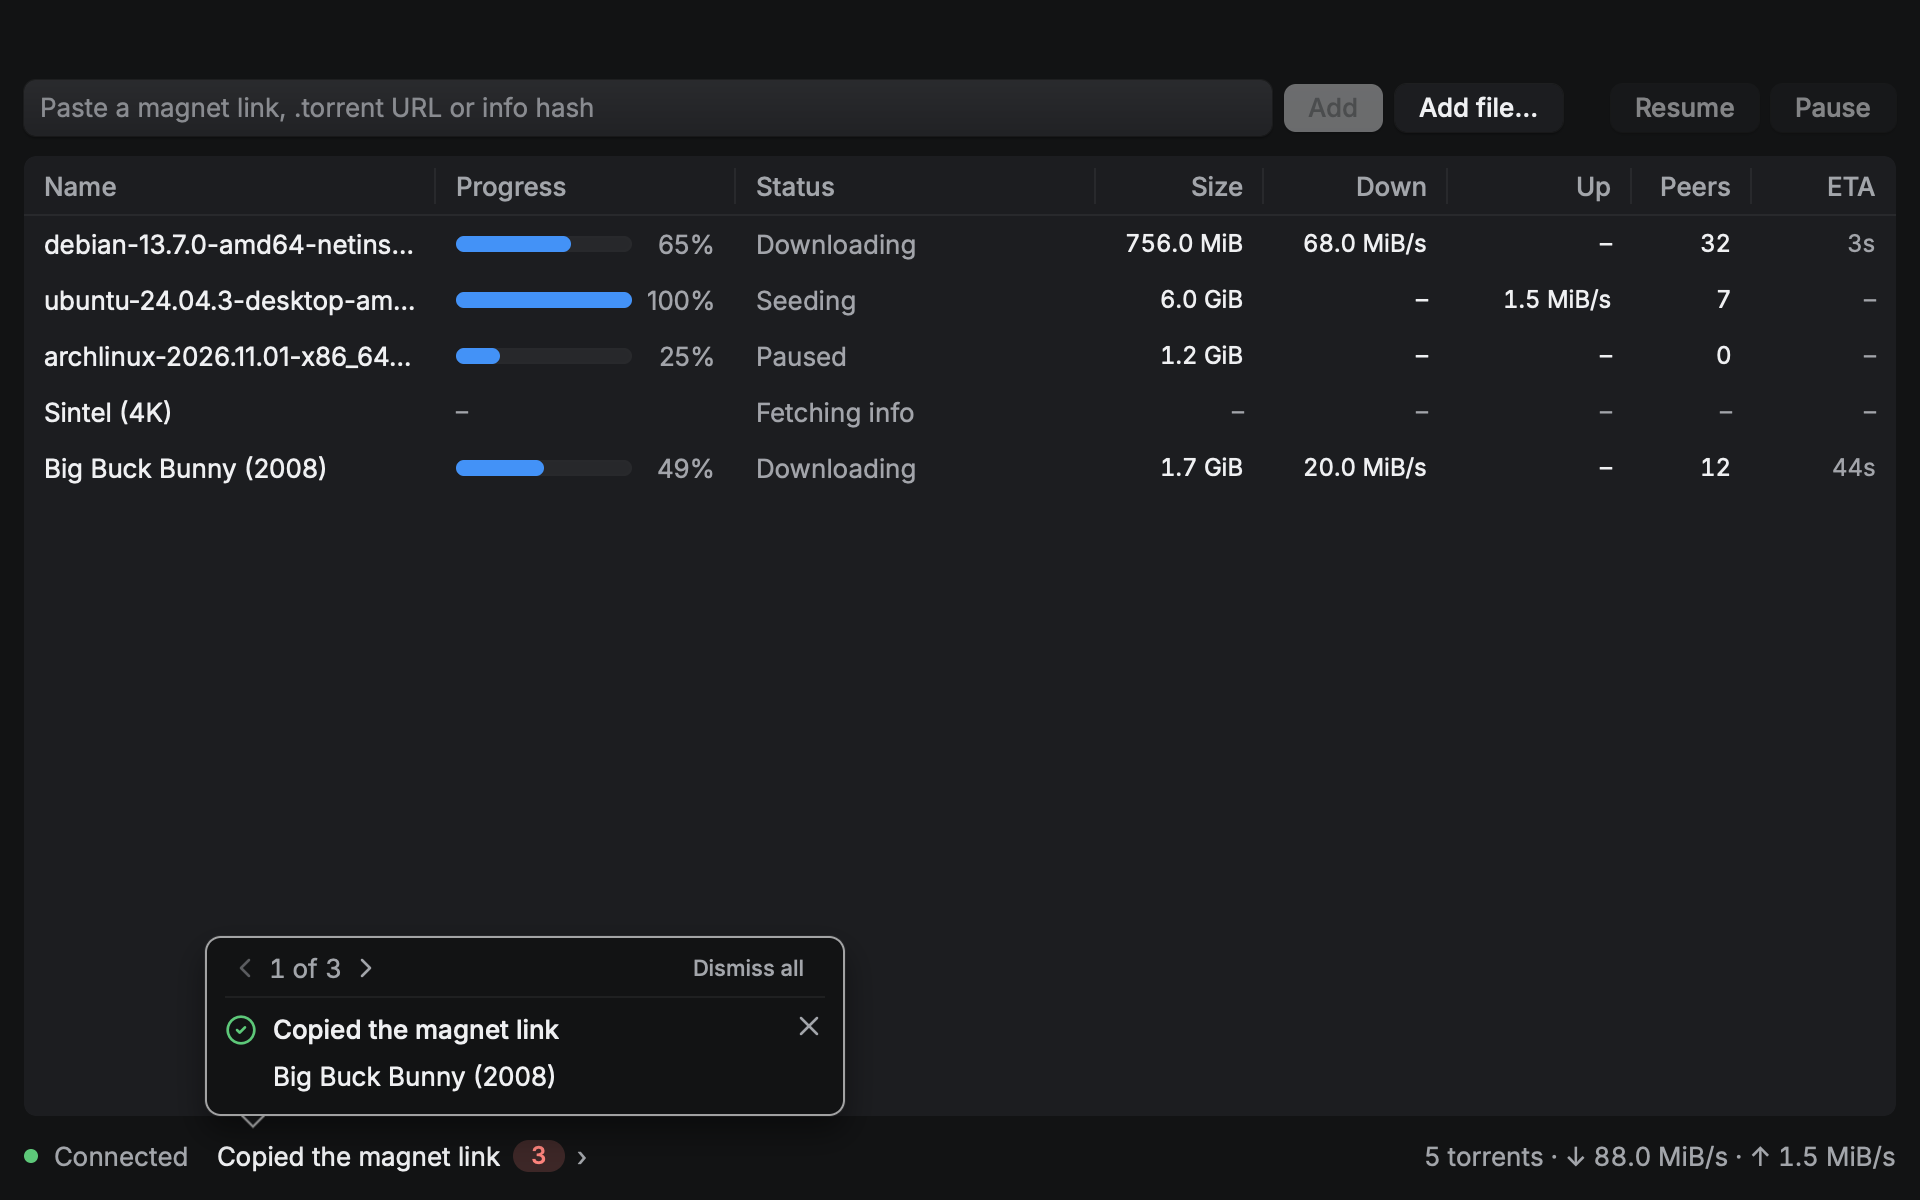 Paste a magnet link, .torrent URL or info hash Add Add file... Resume Pause
Name Progress Status Size Down Up Peers ETA
debian-13.7.0-amd64-netins... 65% Downloading 756.0 MiB 68.0 MiB/s – 32 3s
ubuntu-24.04.3-desktop-am... 100% Seeding 6.0 GiB – 1.5 MiB/s 7 –
archlinux-2026.11.01-x86_64... 25% Paused 1.2 GiB – – 0 –
Sintel (4K) – Fetching info – – – – –
Big Buck Bunny (2008) 49% Downloading 1.7 GiB 20.0 MiB/s – 12 44s
1 of 3 Dismiss all
Copied the magnet link
Big Buck Bunny (2008)
Connected Copied the magnet link 3 › 5 torrents · ↓ 88.0 MiB/s · ↑ 1.5 MiB/s